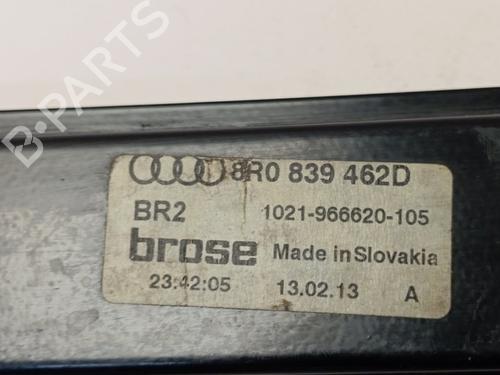 8R0 839 462D
BR2 1021-966620-105
brose Made in Slovakia
23:42:05 13.02.13 A
B-PARTS